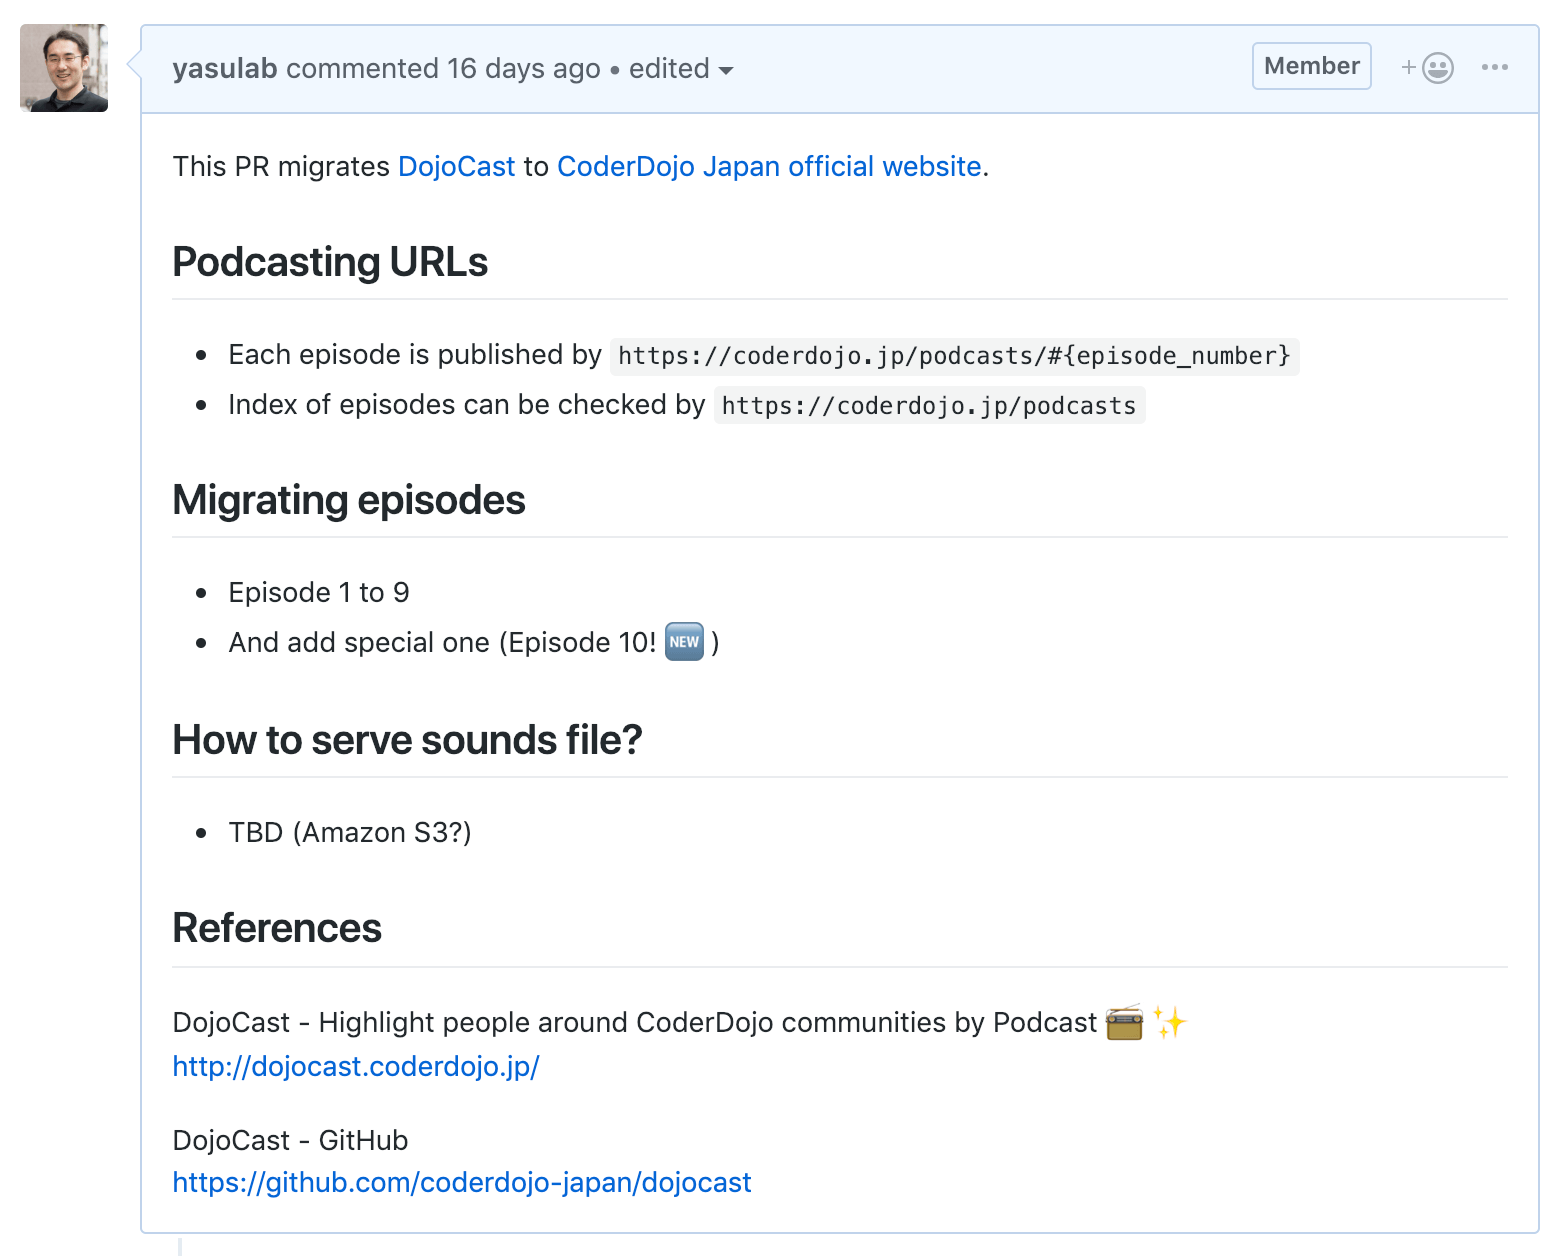 yasulab commented 16 days ago • edited
Member
This PR migrates DojoCast to CoderDojo Japan official website.
Podcasting URLs
• Each episode is published by https://coderdojo.jp/podcasts/#{episode_number}
• Index of episodes can be checked by https://coderdojo.jp/podcasts
Migrating episodes
• Episode 1 to 9
• And add special one (Episode 10! 🆕 )
How to serve sounds file?
• TBD (Amazon S3?)
References
DojoCast - Highlight people around CoderDojo communities by Podcast 📻 ✨
http://dojocast.coderdojo.jp/
DojoCast - GitHub
https://github.com/coderdojo-japan/dojocast